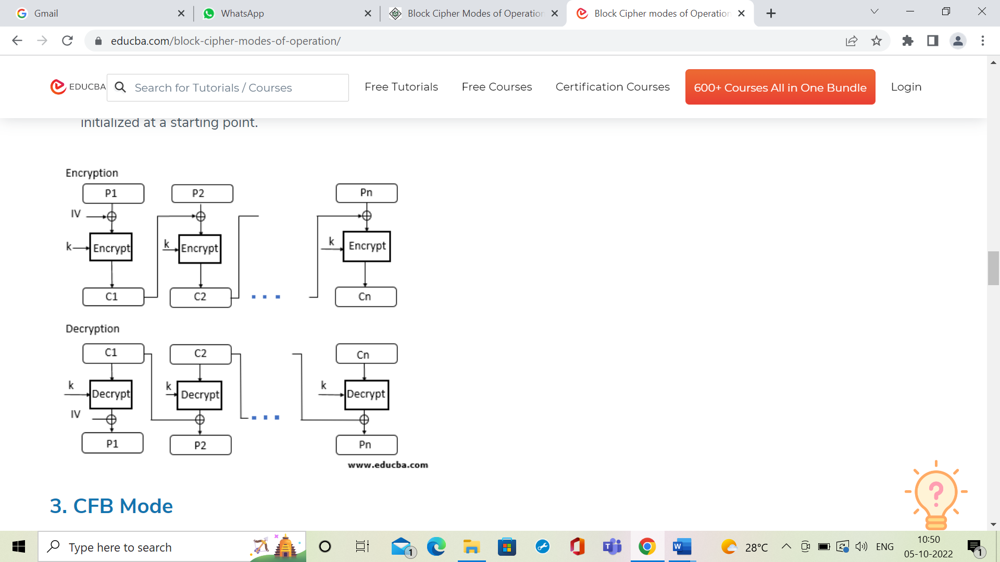 Gmail
WhatsApp
Block Cipher Modes of Operation
Block Cipher modes of Operation
educba.com/block-cipher-modes-of-operation/
EDUCBA
Search for Tutorials / Courses
Free Tutorials
Free Courses
Certification Courses
600+ Courses All in One Bundle
Login
initialized at a starting point.
Encryption
P1 P2 Pn
IV
k Encrypt k Encrypt k Encrypt
C1 C2 Cn
Decryption
C1 C2 Cn
k Decrypt k Decrypt k Decrypt
IV
P1 P2 Pn
www.educba.com
3. CFB Mode
?
Type here to search
1
28°C
ENG
10:50
05-10-2022
1